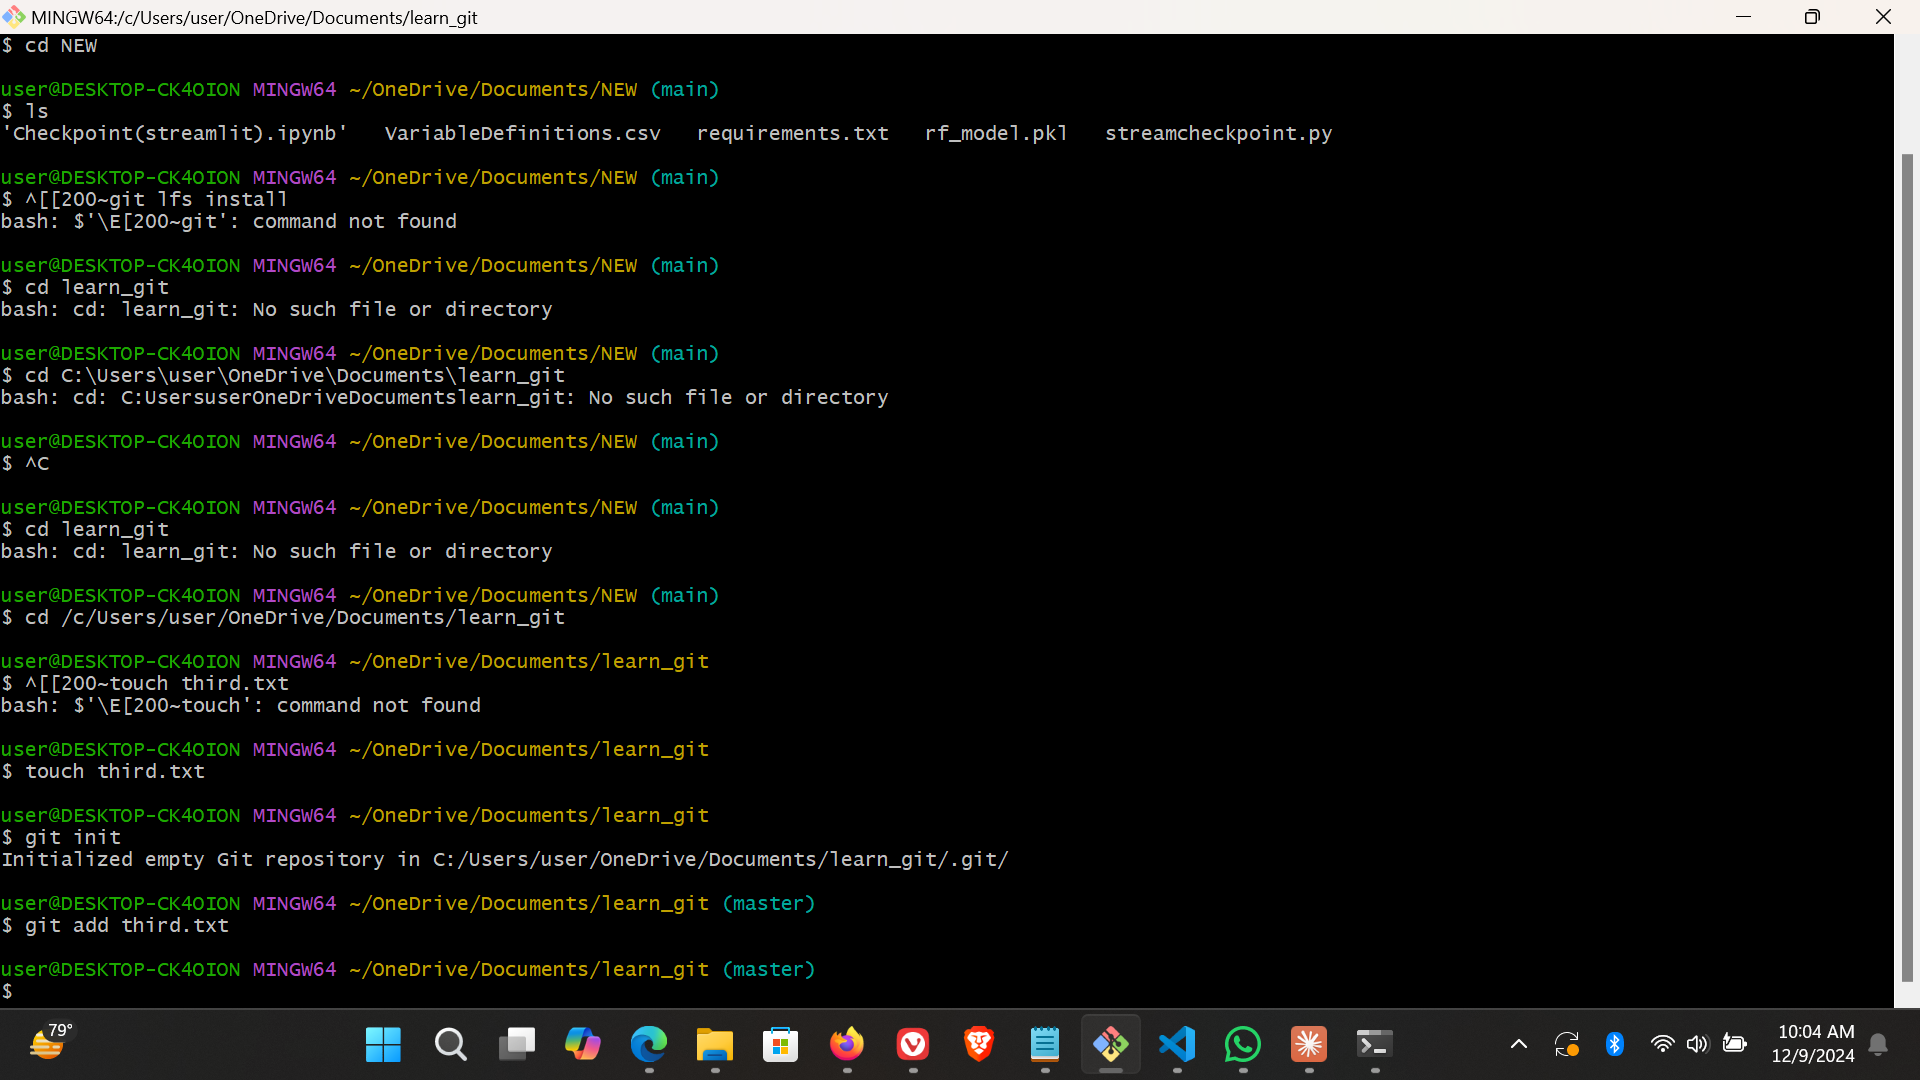 MINGW64:/c/Users/user/OneDrive/Documents/learn_git
$ cd NEW
user@DESKTOP-CK4OION MINGW64 ~/OneDrive/Documents/NEW (main)
$ ls
'Checkpoint(streamlit).ipynb'   VariableDefinitions.csv   requirements.txt   rf_model.pkl   streamcheckpoint.py
user@DESKTOP-CK4OION MINGW64 ~/OneDrive/Documents/NEW (main)
$ ^[[200~git lfs install
bash: $'\E[200~git': command not found
user@DESKTOP-CK4OION MINGW64 ~/OneDrive/Documents/NEW (main)
$ cd learn_git
bash: cd: learn_git: No such file or directory
user@DESKTOP-CK4OION MINGW64 ~/OneDrive/Documents/NEW (main)
$ cd C:\Users\user\OneDrive\Documents\learn_git
bash: cd: C:UsersuserOneDriveDocumentslearn_git: No such file or directory
user@DESKTOP-CK4OION MINGW64 ~/OneDrive/Documents/NEW (main)
$ ^C
user@DESKTOP-CK4OION MINGW64 ~/OneDrive/Documents/NEW (main)
$ cd learn_git
bash: cd: learn_git: No such file or directory
user@DESKTOP-CK4OION MINGW64 ~/OneDrive/Documents/NEW (main)
$ cd /c/Users/user/OneDrive/Documents/learn_git
user@DESKTOP-CK4OION MINGW64 ~/OneDrive/Documents/learn_git
$ ^[[200~touch third.txt
bash: $'\E[200~touch': command not found
user@DESKTOP-CK4OION MINGW64 ~/OneDrive/Documents/learn_git
$ touch third.txt
user@DESKTOP-CK4OION MINGW64 ~/OneDrive/Documents/learn_git
$ git init
Initialized empty Git repository in C:/Users/user/OneDrive/Documents/learn_git/.git/
user@DESKTOP-CK4OION MINGW64 ~/OneDrive/Documents/learn_git (master)
$ git add third.txt
user@DESKTOP-CK4OION MINGW64 ~/OneDrive/Documents/learn_git (master)
$
79°
10:04 AM
12/9/2024